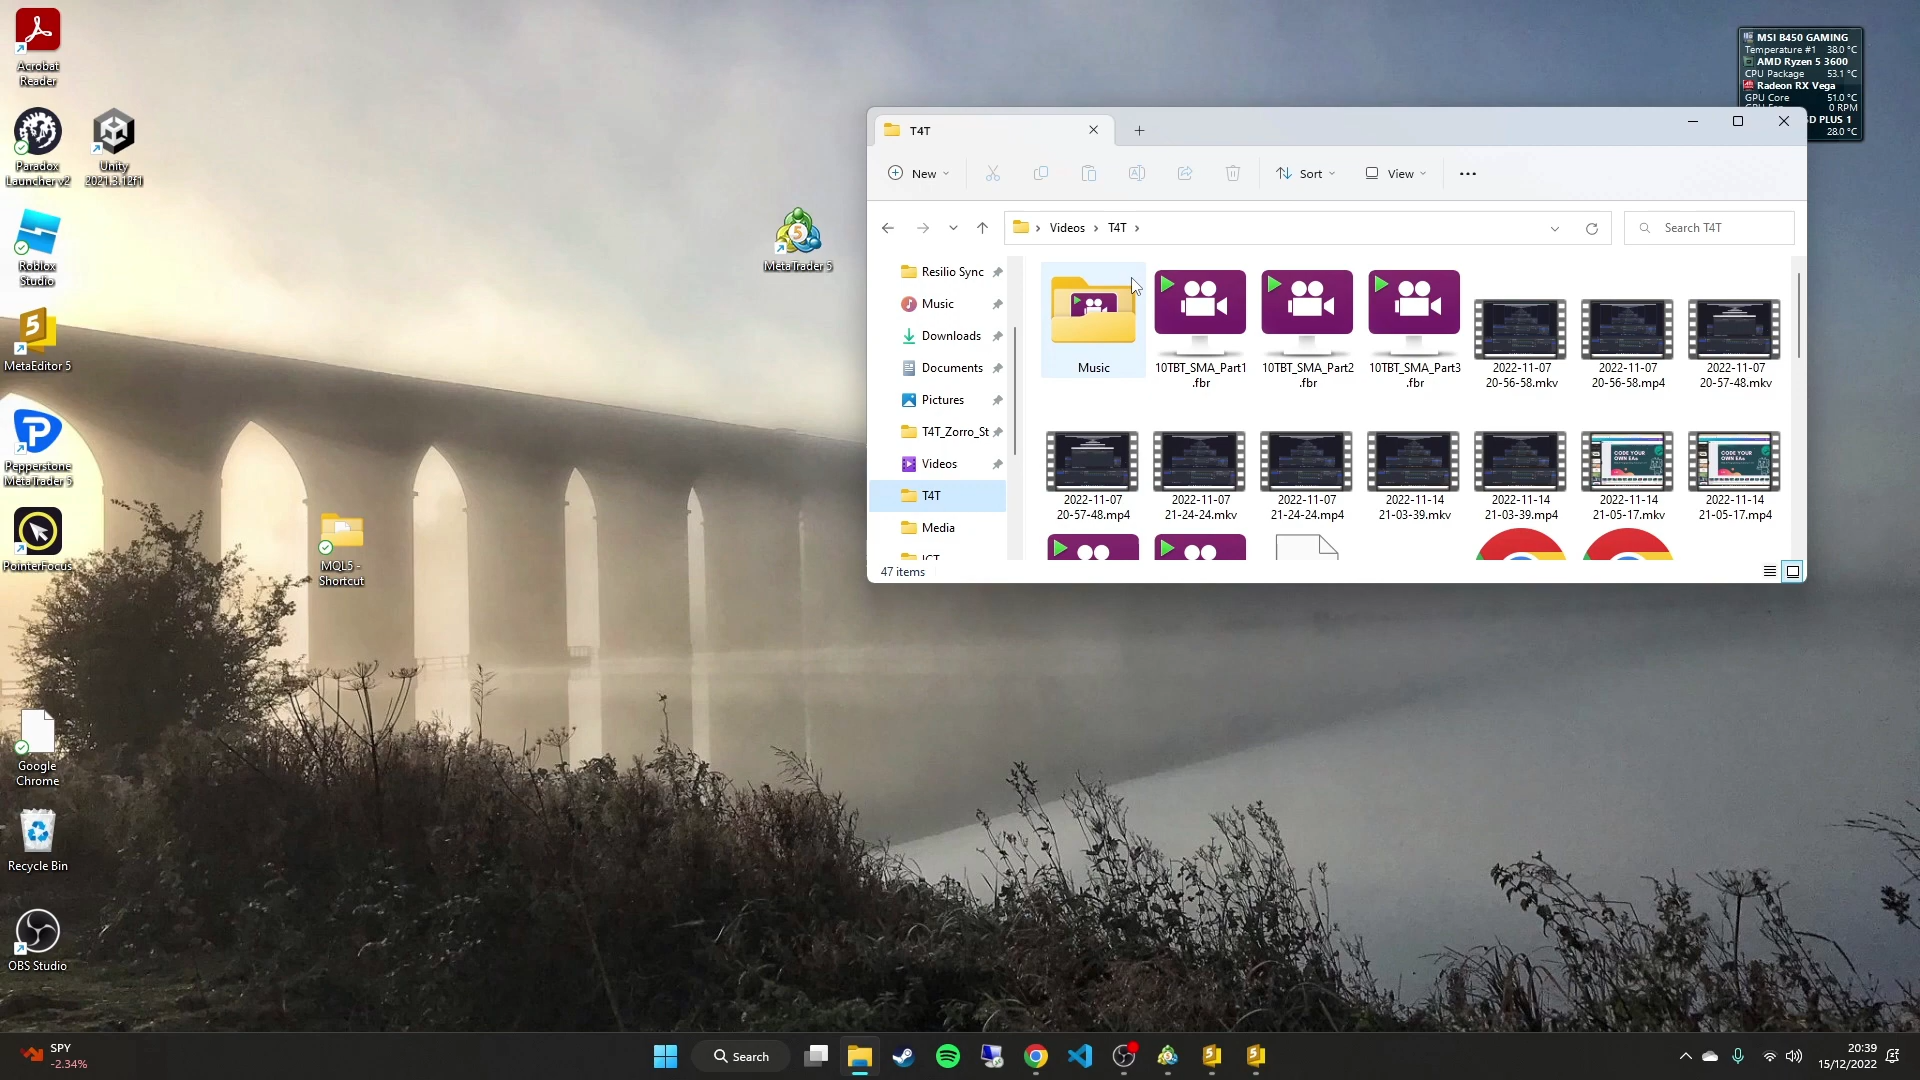 Acrobat
Reader
Paradox
Launcher v2
Unity
2021.3.12f1
Roblox
Studio
MetaEditor 5
Pepperstone
MetaTrader 5
PointerFocus
Google
Chrome
Recycle Bin
OBS Studio
MQL5 -
Shortcut
MetaTrader 5
MSI B450 GAMING
Temperature #1 38.0 °C
AMD Ryzen 5 3600
CPU Package 53.1 °C
Radeon RX Vega
GPU Core 51.0 °C
0 RPM
D PLUS 1
28.0 °C
T4T
New
Sort
View
Videos
T4T
Search T4T
Resilio Sync
Music
Downloads
Documents
Pictures
T4T_Zorro_St
Videos
T4T
Media
Music
10TBT_SMA_Part1
.fbr
10TBT_SMA_Part2
.fbr
10TBT_SMA_Part3
.fbr
2022-11-07
20-56-58.mkv
2022-11-07
20-56-58.mp4
2022-11-07
20-57-48.mkv
2022-11-07
20-57-48.mp4
2022-11-07
21-24-24.mkv
2022-11-07
21-24-24.mp4
2022-11-14
21-03-39.mkv
2022-11-14
21-03-39.mp4
2022-11-14
21-05-17.mkv
2022-11-14
21-05-17.mp4
CODE YOUR
OWN EAs
CODE YOUR
OWN EAs
47 items
SPY
-2.34%
Search
20:39
15/12/2022